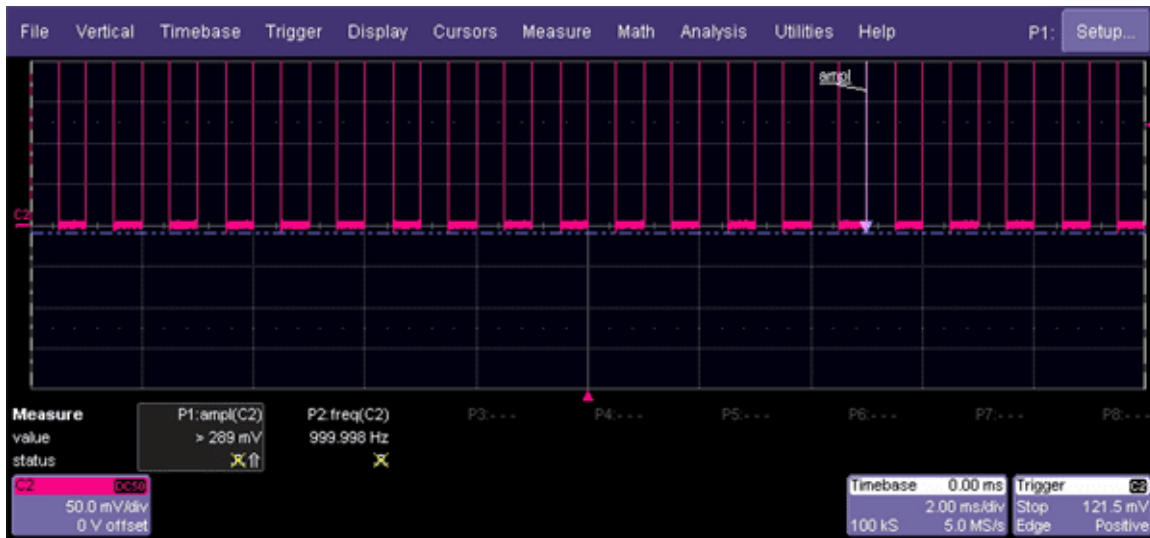 File Vertical Timebase Trigger Display Cursors Measure Math Analysis Utilities Help P1: Setup...
ampl
C2
Measure P1:ampl(C2) P2:freq(C2) P3:- - - P4:- - - P5:- - - P6:- - - P7:- - - P8:- - -
value > 289 mV 999.998 Hz
status
C2 DC50
50.0 mV/div
0 V offset
Timebase 0.00 ms
2.00 ms/div
100 kS 5.0 MS/s
Trigger C2
Stop 121.5 mV
Edge Positive